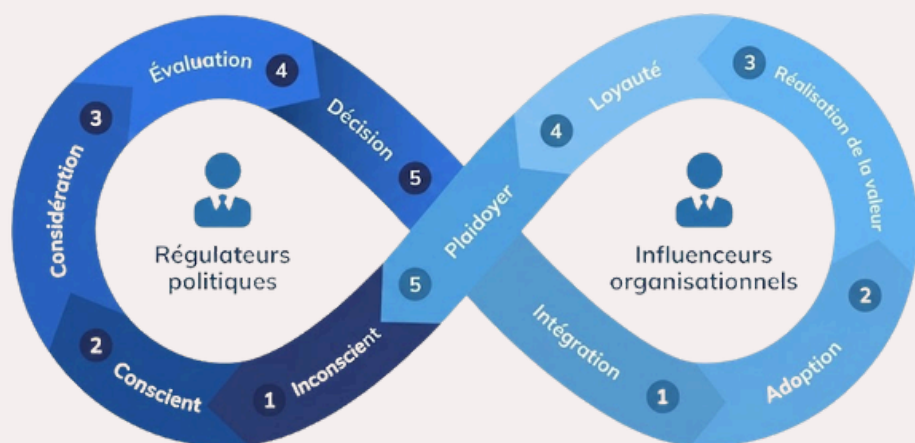 1 Inconscient
2 Conscient
3 Considération
4 Évaluation
5 Décision
Régulateurs
politiques
1 Intégration
2 Adoption
3 Réalisation de la valeur
4 Loyauté
5 Plaidoyer
Influenceurs
organisationnels